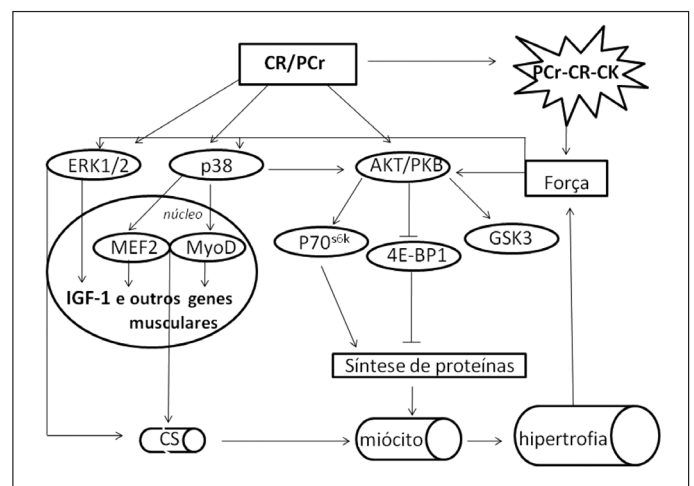 CR/PCr
PCr-CR-CK
ERK1/2
p38
AKT/PKB
Força
núcleo
MEF2
MyoD
P70s6k
4E-BP1
GSK3
IGF-1 e outros genes
musculares
Síntese de proteínas
CS
miócito
hipertrofia